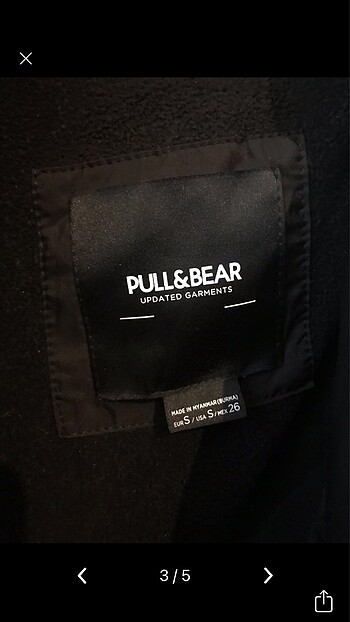 PULL&BEAR
UPDATED GARMENTS
MADE IN MYANMAR (BURMA)
EUR S / USA S / MEX 26
3 / 5